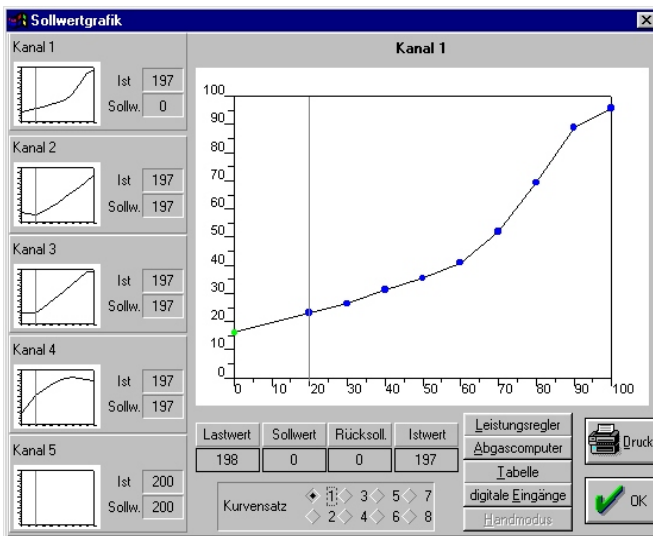 Sollwertgrafik
Kanal 1
Ist 197
Sollw. 0
Kanal 2
Ist 197
Sollw. 197
Kanal 3
Ist 197
Sollw. 197
Kanal 4
Ist 197
Sollw. 197
Kanal 5
Ist 200
Sollw. 200
Kanal 1
100
90
80
70
60
50
40
30
20
10
0
0 10 20 30 40 50 60 70 80 90 100
Lastwert Sollwert Rücksoll. Istwert
198 0 0 197
Kurvensatz
1 3 5 7
2 4 6 8
Leistungsregler
Abgascomputer
Tabelle
digitale Eingänge
Handmodus
Druck
OK